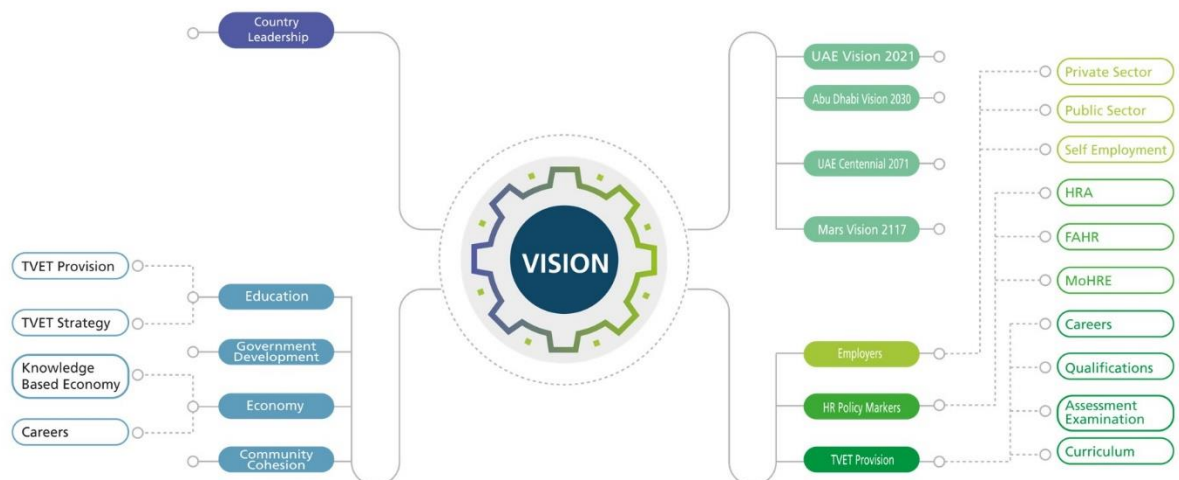 Country
Leadership
UAE Vision 2021
Abu Dhabi Vision 2030
UAE Centennial 2071
Mars Vision 2117
Private Sector
Public Sector
Self Employment
HRA
FAHR
MoHRE
Careers
Qualifications
Assessment
Examination
Curriculum
VISION
TVET Provision
TVET Strategy
Knowledge
Based Economy
Careers
Education
Government
Development
Economy
Community
Cohesion
Employers
HR Policy Markers
TVET Provision